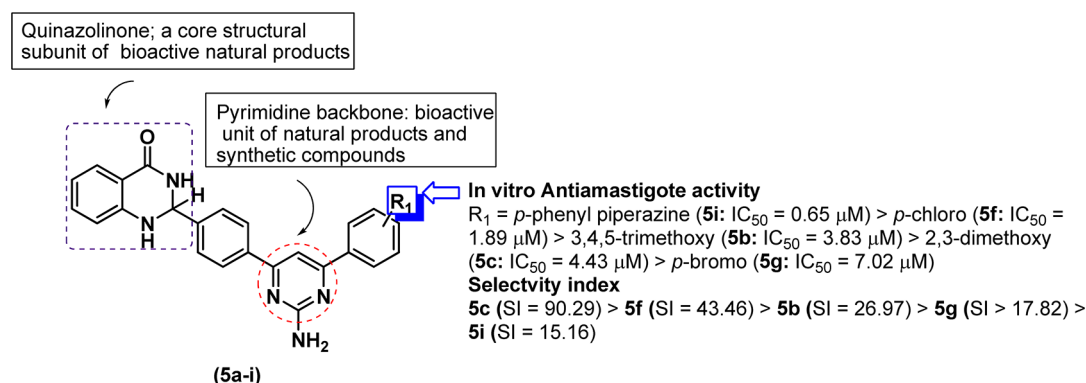 Quinazolinone; a core structural
subunit of bioactive natural products
Pyrimidine backbone: bioactive
unit of natural products and
synthetic compounds
O
NH
H
N
H
R1
N
N
NH2
(5a-i)
In vitro Antiamastigote activity
R1 = p-phenyl piperazine (5i: IC50 = 0.65 µM) > p-chloro (5f: IC50 =
1.89 µM) > 3,4,5-trimethoxy (5b: IC50 = 3.83 µM) > 2,3-dimethoxy
(5c: IC50 = 4.43 µM) > p-bromo (5g: IC50 = 7.02 µM)
Selectvity index
5c (SI = 90.29) > 5f (SI = 43.46) > 5b (SI = 26.97) > 5g (SI > 17.82) >
5i (SI = 15.16)